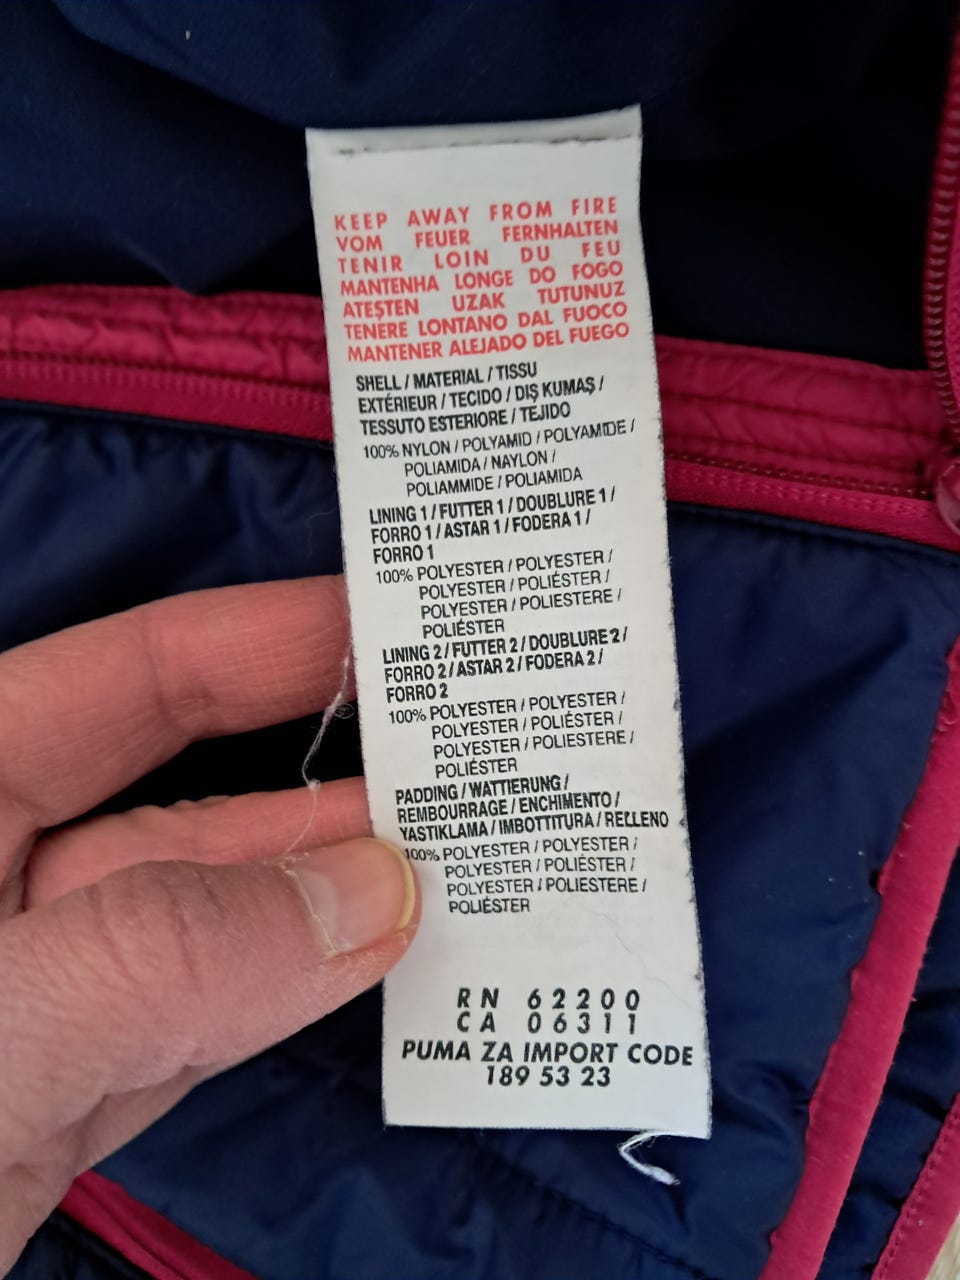 KEEP AWAY FROM FIRE
VOM FEUER FERNHALTEN
TENIR LOIN DU FEU
MANTENHA LONGE DO FOGO
ATEŞTEN UZAK TUTUNUZ
TENERE LONTANO DAL FUOCO
MANTENER ALEJADO DEL FUEGO
SHELL / MATERIAL / TISSU
EXTÉRIEUR / TECIDO / DIŞ KUMAŞ /
TESSUTO ESTERIORE / TEJIDO
100% NYLON / POLYAMID / POLYAMIDE /
POLIAMIDA / NAYLON /
POLIAMMIDE / POLIAMIDA
LINING 1 / FUTTER 1 / DOUBLURE 1 /
FORRO 1 / ASTAR 1 / FODERA 1 /
FORRO 1
100% POLYESTER / POLYESTER /
POLYESTER / POLIÉSTER /
POLYESTER / POLIESTERE /
POLIÉSTER
LINING 2 / FUTTER 2 / DOUBLURE 2 /
FORRO 2 / ASTAR 2 / FODERA 2 /
FORRO 2
100% POLYESTER / POLYESTER /
POLYESTER / POLIÉSTER /
POLYESTER / POLIESTERE /
POLIÉSTER
PADDING / WATTIERUNG /
REMBOURRAGE / ENCHIMENTO /
YASTIKLAMA / IMBOTTITURA / RELLENO
100% POLYESTER / POLYESTER /
POLYESTER / POLIÉSTER /
POLYESTER / POLIESTERE /
POLIÉSTER
RN 62200
CA 06311
PUMA ZA IMPORT CODE
189 53 23